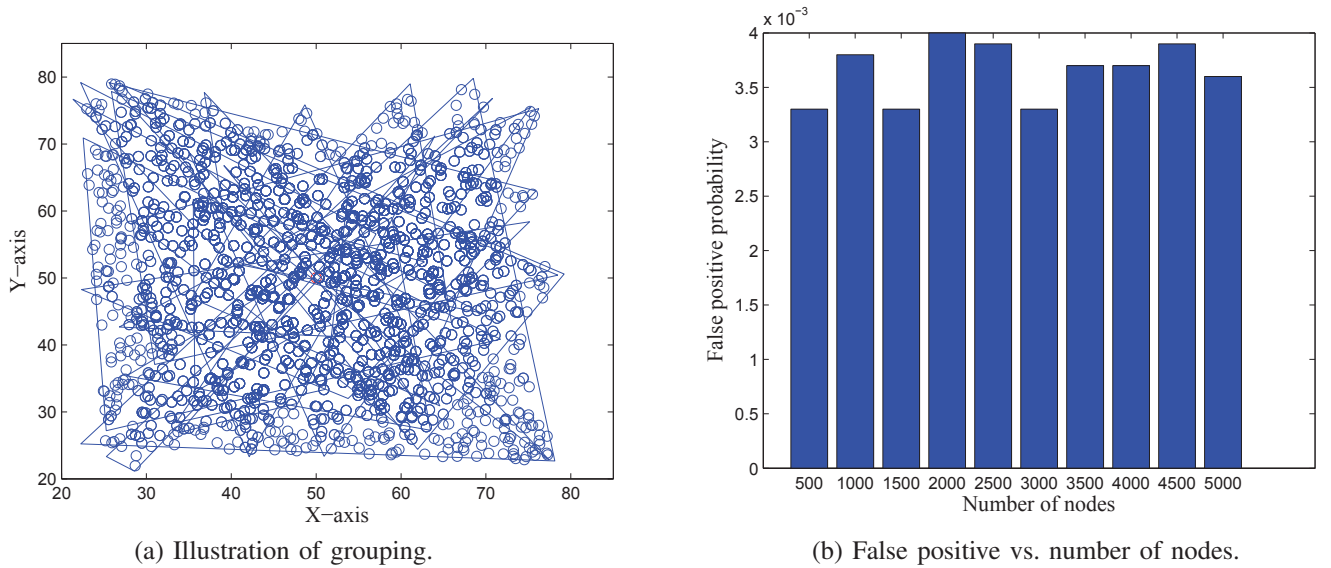 80
70
60
50
40
30
20
20 30 40 50 60 70 80
Y−axis
X−axis
(a) Illustration of grouping.
x 10−3
4
3.5
3
2.5
2
1.5
1
0.5
0
500 1000 1500 2000 2500 3000 3500 4000 4500 5000
False positive probability
Number of nodes
(b) False positive vs. number of nodes.